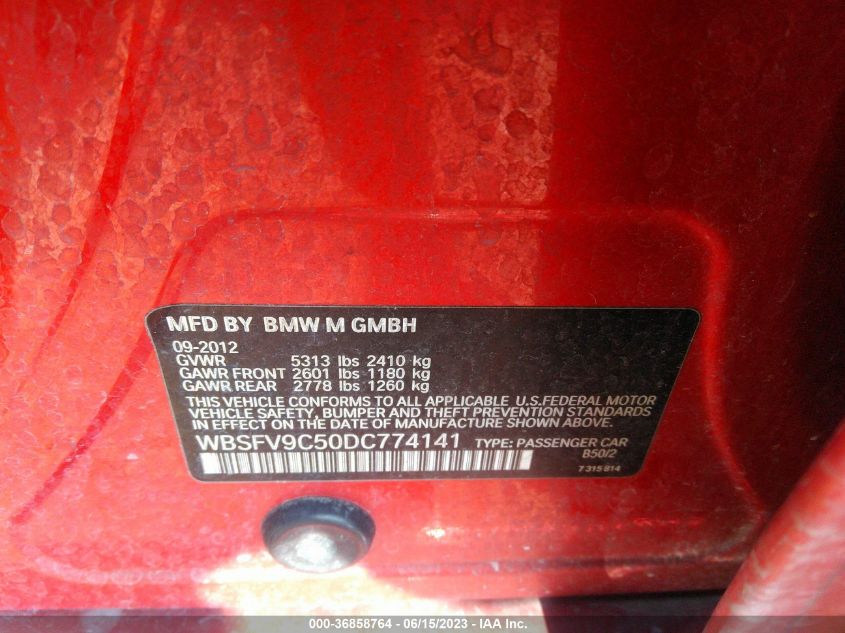 MFD BY BMW M GMBH
09-2012
GVWR 5313 lbs 2410 kg
GAWR FRONT 2601 lbs 1180 kg
GAWR REAR 2778 lbs 1260 kg
THIS VEHICLE CONFORMS TO ALL APPLICABLE U.S.FEDERAL MOTOR
VEHICLE SAFETY, BUMPER AND THEFT PREVENTION STANDARDS
IN EFFECT ON THE DATE OF MANUFACTURE SHOWN ABOVE.
WBSFV9C50DC774141 TYPE: PASSENGER CAR
B50/2
7 315 814
000-36858764 - 06/15/2023 - IAA Inc.